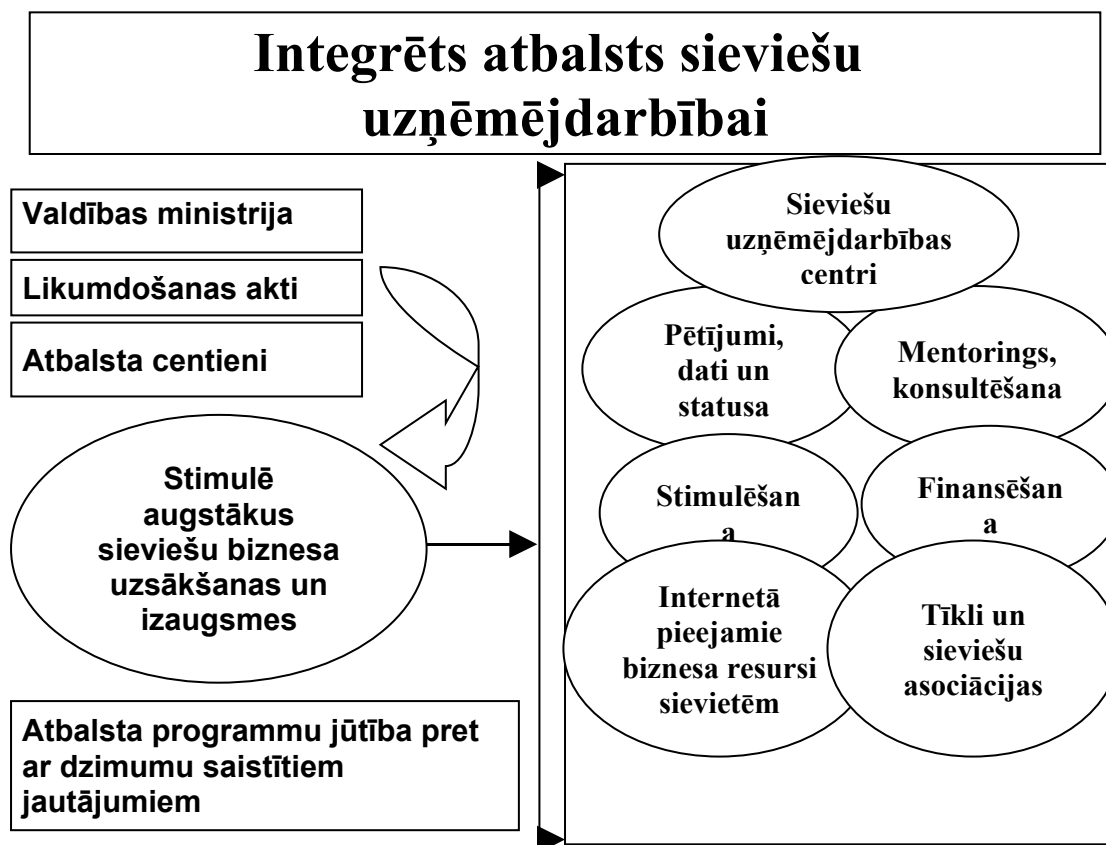 Integrēts atbalsts sieviešu
uzņēmējdarbībai
Valdības ministrija
Likumdošanas akti
Atbalsta centieni
Stimulē
augstākus
sieviešu biznesa
uzsākšanas un
izaugsmes
Atbalsta programmu jūtība pret
ar dzimumu saistītiem
jautājumiem
Sieviešu
uzņēmējdarbības
centri
Pētījumi,
dati un
statusa
Mentorings,
konsultēšana
Stimulēšan
a
Finansēšan
a
Internetā
pieejamie
biznesa resursi
sievietēm
Tīkli un
sieviešu
asociācijas